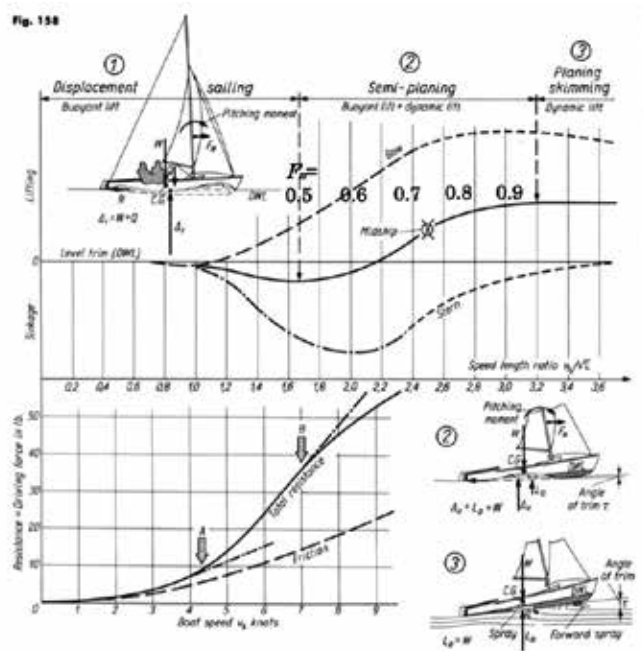 Fig. 158
① ② ③
Displacement sailing
Buoyant lift
Semi-planing
Buoyant lift + dynamic lift
Planing
skimming
Dynamic lift
Pitching moment
W
C.G
DWL
Lifting
Bow
0.5 0.6 0.7 0.8 0.9
Midship
Level trim (DWL)
0
Sinkage
Stern
Speed length ratio
0,2 0,4 0,6 0,8 1,0 1,2 1,4 1,6 1,8 2,0 2,2 2,4 2,6 2,8 3,0 3,2 3,4 3,6
Resistance = Driving force in lb.
50
40
30
20
10
0
A
B
Total resistance
Friction
0 1 2 3 4 5 6 7 8 9
Boat speed
knots
②
Pitching
moment
W
C.G
Angle
of trim τ
③
W
C.G
Angle
of trim
τ
Spray
Forward spray